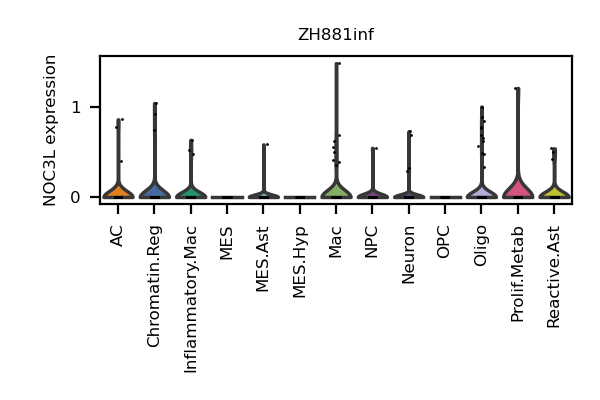 ZH881inf
NOC3L expression
1
0
AC
Chromatin.Reg
Inflammatory.Mac
MES
MES.Ast
MES.Hyp
Mac
NPC
Neuron
OPC
Oligo
Prolif.Metab
Reactive.Ast